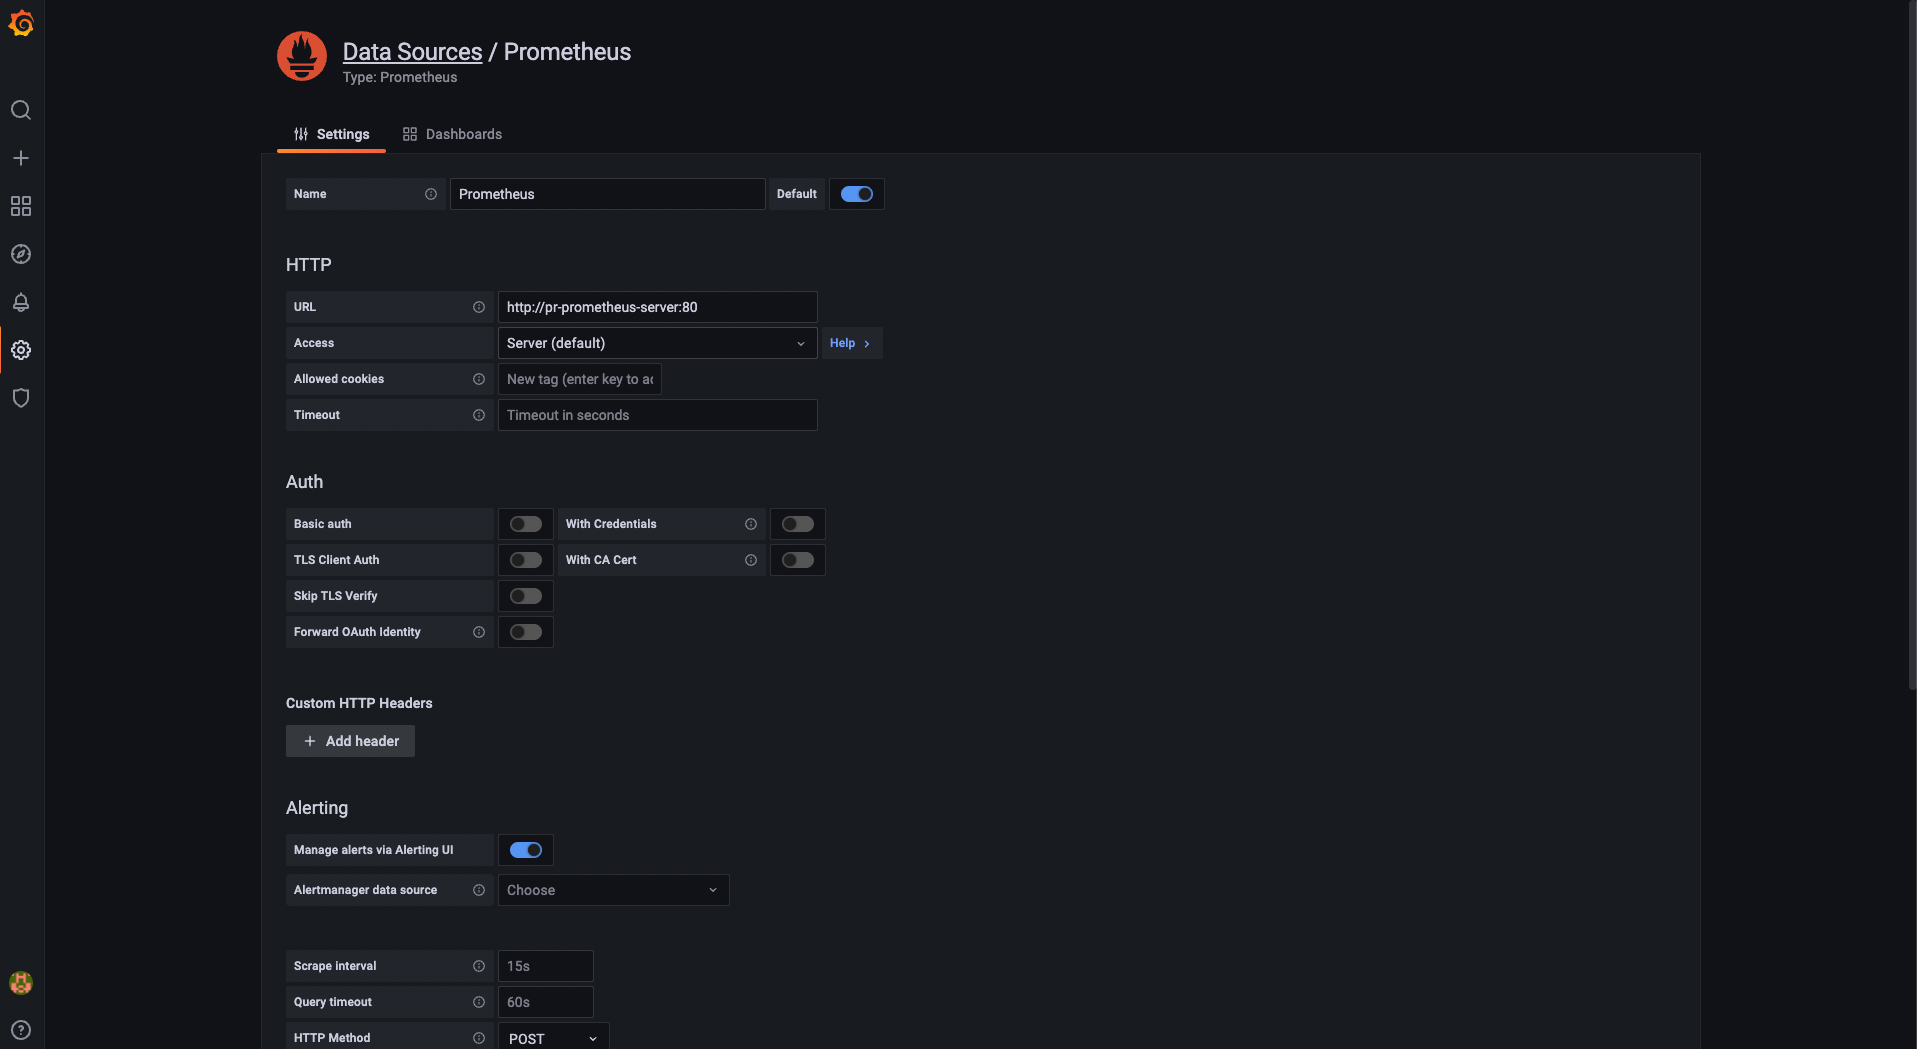 Data Sources / Prometheus
Type: Prometheus
Settings Dashboards
Name Prometheus Default
HTTP
URL http://pr-prometheus-server:80
Access Server (default) Help
Allowed cookies New tag (enter key to ac
Timeout Timeout in seconds
Auth
Basic auth With Credentials
TLS Client Auth With CA Cert
Skip TLS Verify
Forward OAuth Identity
Custom HTTP Headers
+ Add header
Alerting
Manage alerts via Alerting UI
Alertmanager data source Choose
Scrape interval 15s
Query timeout 60s
HTTP Method POST